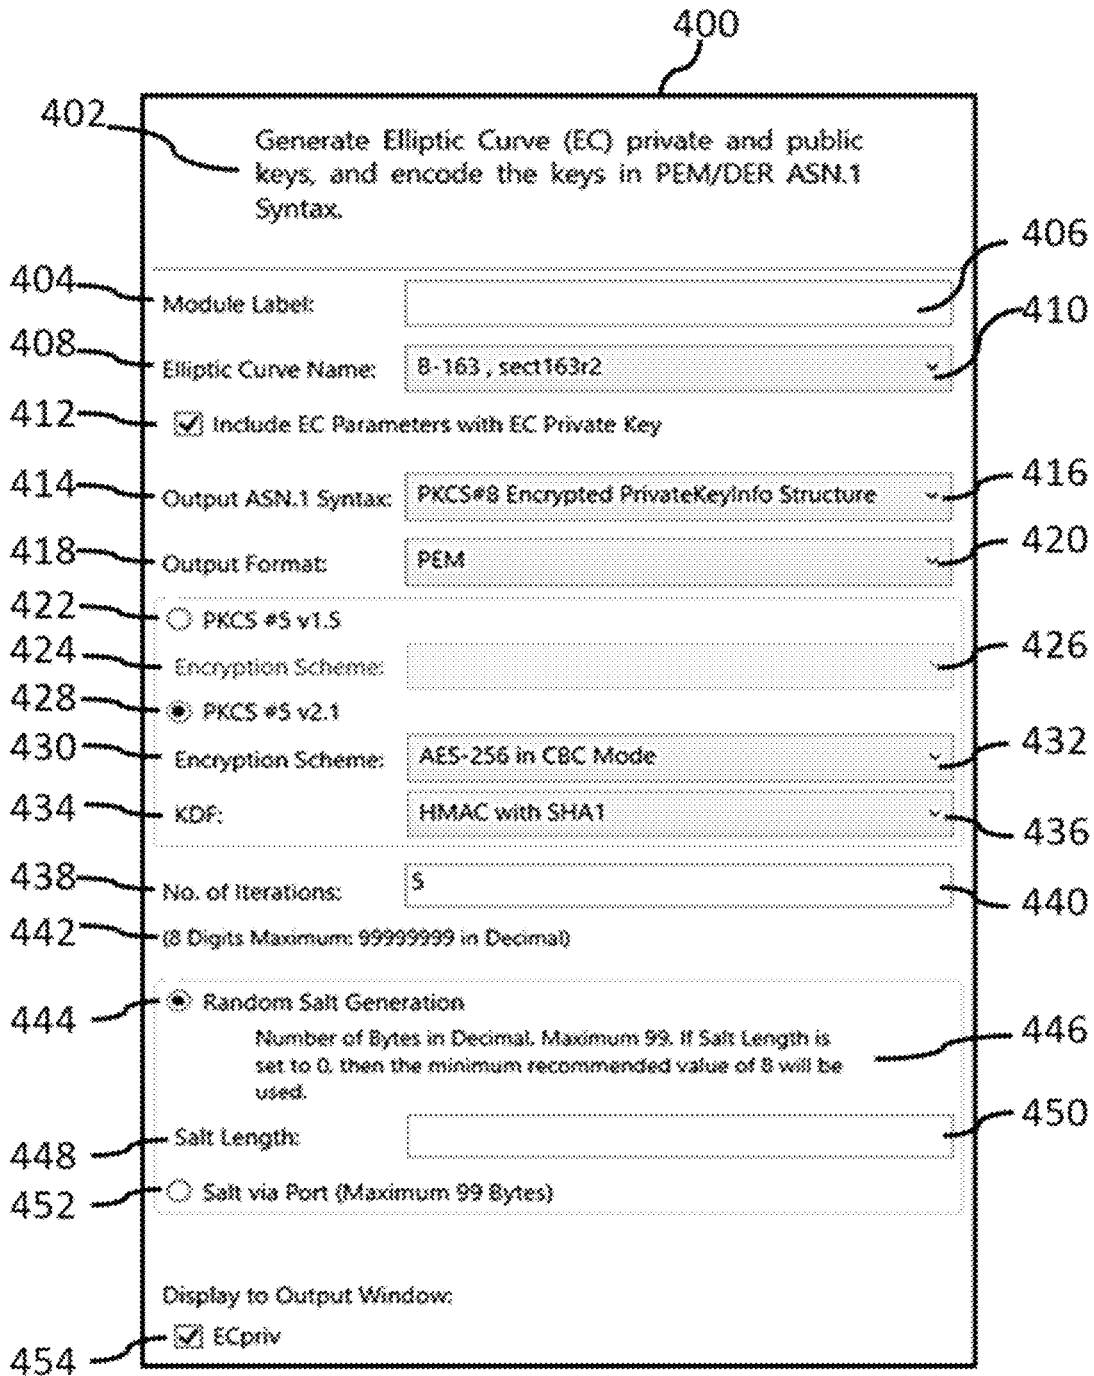 400
402
Generate Elliptic Curve (EC) private and public
keys, and encode the keys in PEM/DER ASN.1
Syntax.
404 Module Label: 406
408 Elliptic Curve Name: B-163 , sect163r2 410
412 Include EC Parameters with EC Private Key
414 Output ASN.1 Syntax: PKCS#8 Encrypted PrivateKeyInfo Structure 416
418 Output Format: PEM 420
422 PKCS #5 v1.5
424 Encryption Scheme: 426
428 PKCS #5 v2.1
430 Encryption Scheme: AES-256 in CBC Mode 432
434 KDF: HMAC with SHA1 436
438 No. of Iterations: 5 440
442 (8 Digits Maximum: 99999999 in Decimal)
444 Random Salt Generation
Number of Bytes in Decimal. Maximum 99. If Salt Length is 446
set to 0, then the minimum recommended value of 8 will be
used.
448 Salt Length: 450
452 Salt via Port (Maximum 99 Bytes)
Display to Output Window:
454 ECpriv